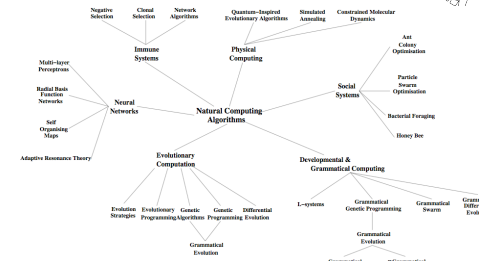 Negative
Selection
Clonal
Selection
Network
Algorithms
Quantum-Inspired
Evolutionary Algorithms
Simulated
Annealing
Constrained Molecular
Dynamics
Immune
Systems
Physical
Computing
Ant
Colony
Optimisation
Multi-layer
Perceptrons
Radial Basis
Function
Networks
Self
Organising
Maps
Adaptive Resonance Theory
Neural
Networks
Natural Computing
Algorithms
Social
Systems
Particle
Swarm
Optimisation
Bacterial Foraging
Honey Bee
Evolutionary
Computation
Developmental &
Grammatical Computing
Evolution
Strategies
Evolutionary
Programming
Genetic
Algorithms
Genetic
Programming
Differential
Evolution
Grammatical
Evolution
L-systems
Grammatical
Genetic Programming
Grammatical
Swarm
Grammatical
Evolution